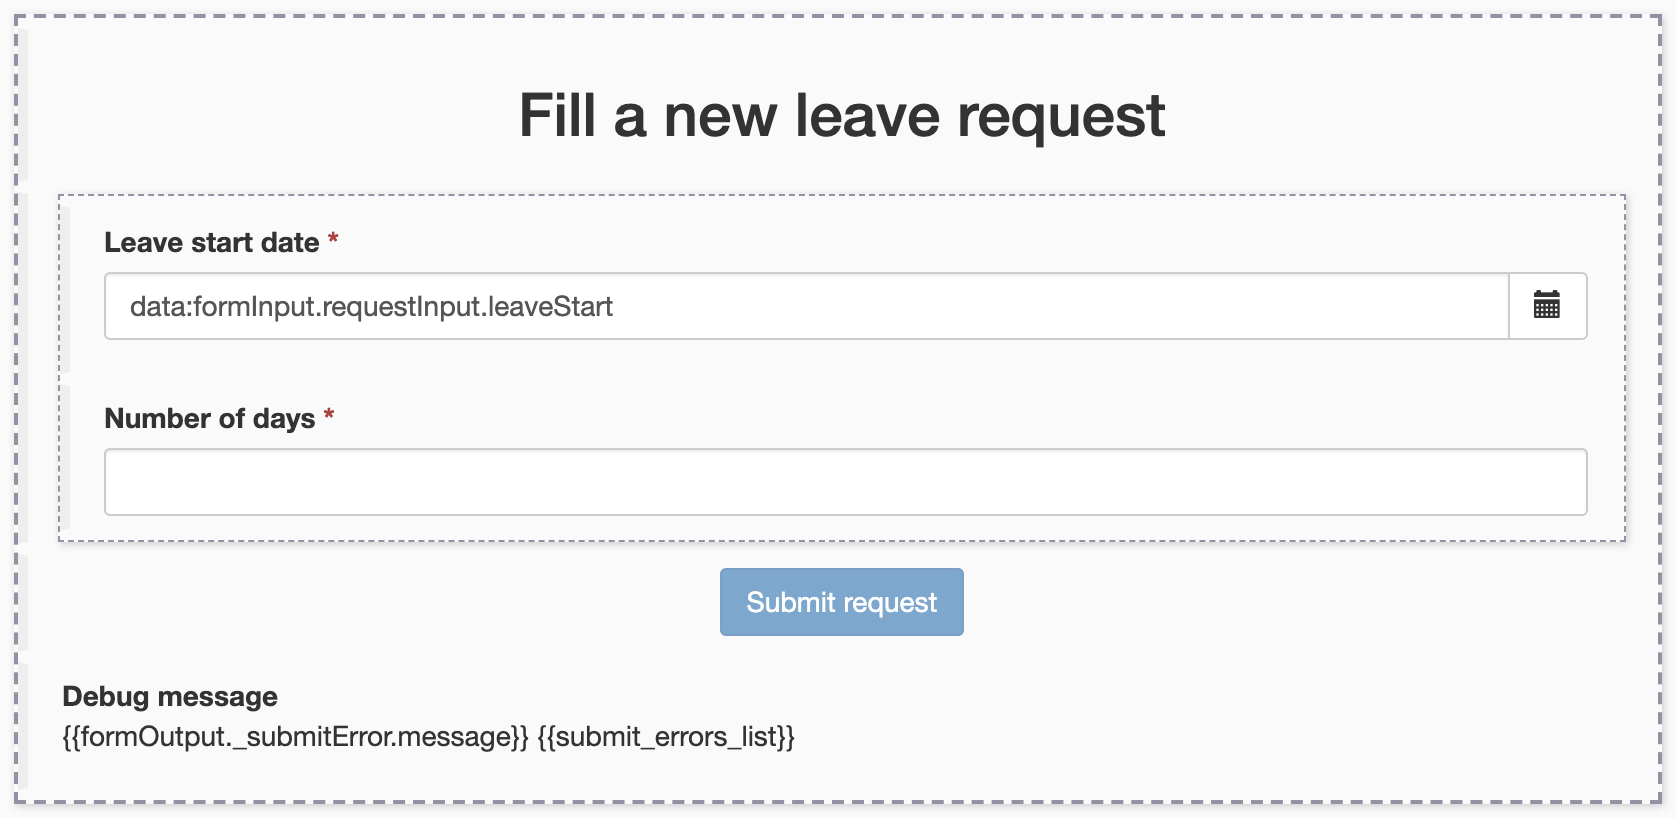 Fill a new leave request
Leave start date *
data:formInput.requestInput.leaveStart
Number of days *
Submit request
Debug message
{{formOutput._submitError.message}} {{submit_errors_list}}